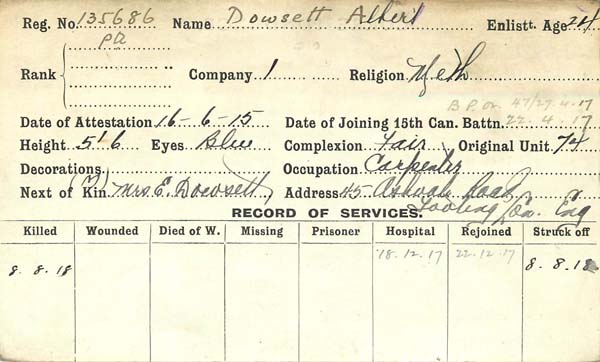 Reg. No. 135686 Name Dowsett Albert Enlistt. Age 24
Pte
Rank Company 1 Religion Meth
B.P.O. 47/27.4.17
Date of Attestation 16-6-15 Date of Joining 15th Can. Battn. 22.4.17
Height 5'6 Eyes Blue Complexion Fair Original Unit 74
Decorations Occupation Carpenter
Next of Kin (M) Mrs E. Dowsett Address 45 Ashvale Road
Tooting Lon. Eng
RECORD OF SERVICES.
Killed Wounded Died of W. Missing Prisoner Hospital Rejoined Struck off
8.8.18 18.12.17 22.12.17 8.8.18